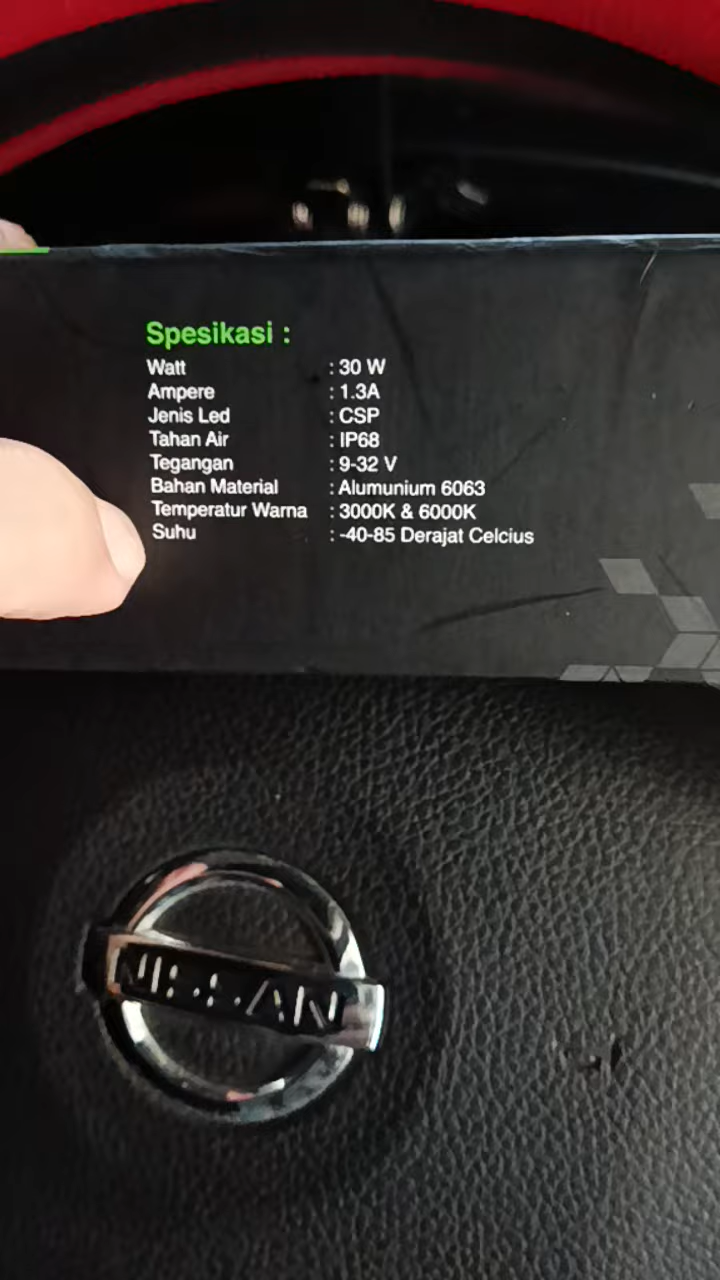 Spesikasi :
Watt : 30 W
Ampere : 1.3A
Jenis Led : CSP
Tahan Air : IP68
Tegangan : 9-32 V
Bahan Material : Alumunium 6063
Temperatur Warna : 3000K & 6000K
Suhu : -40-85 Derajat Celcius
NISSAN